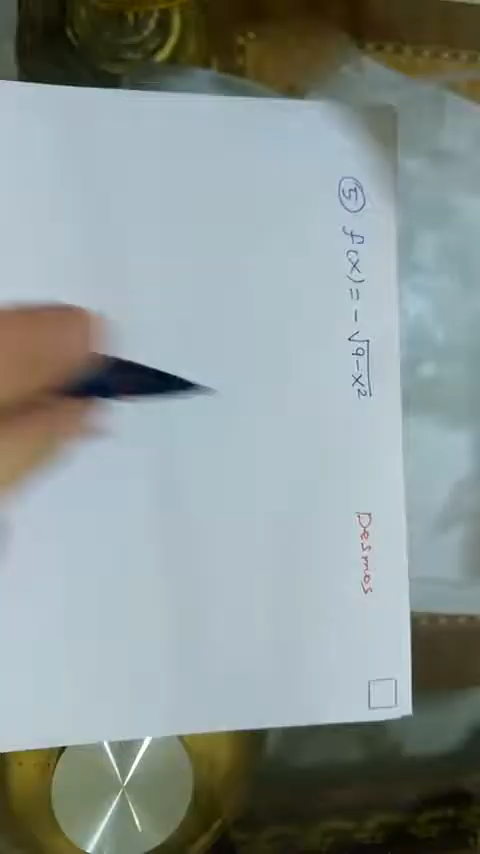 ⑤ f(x) = -√(9-x²) Desmos